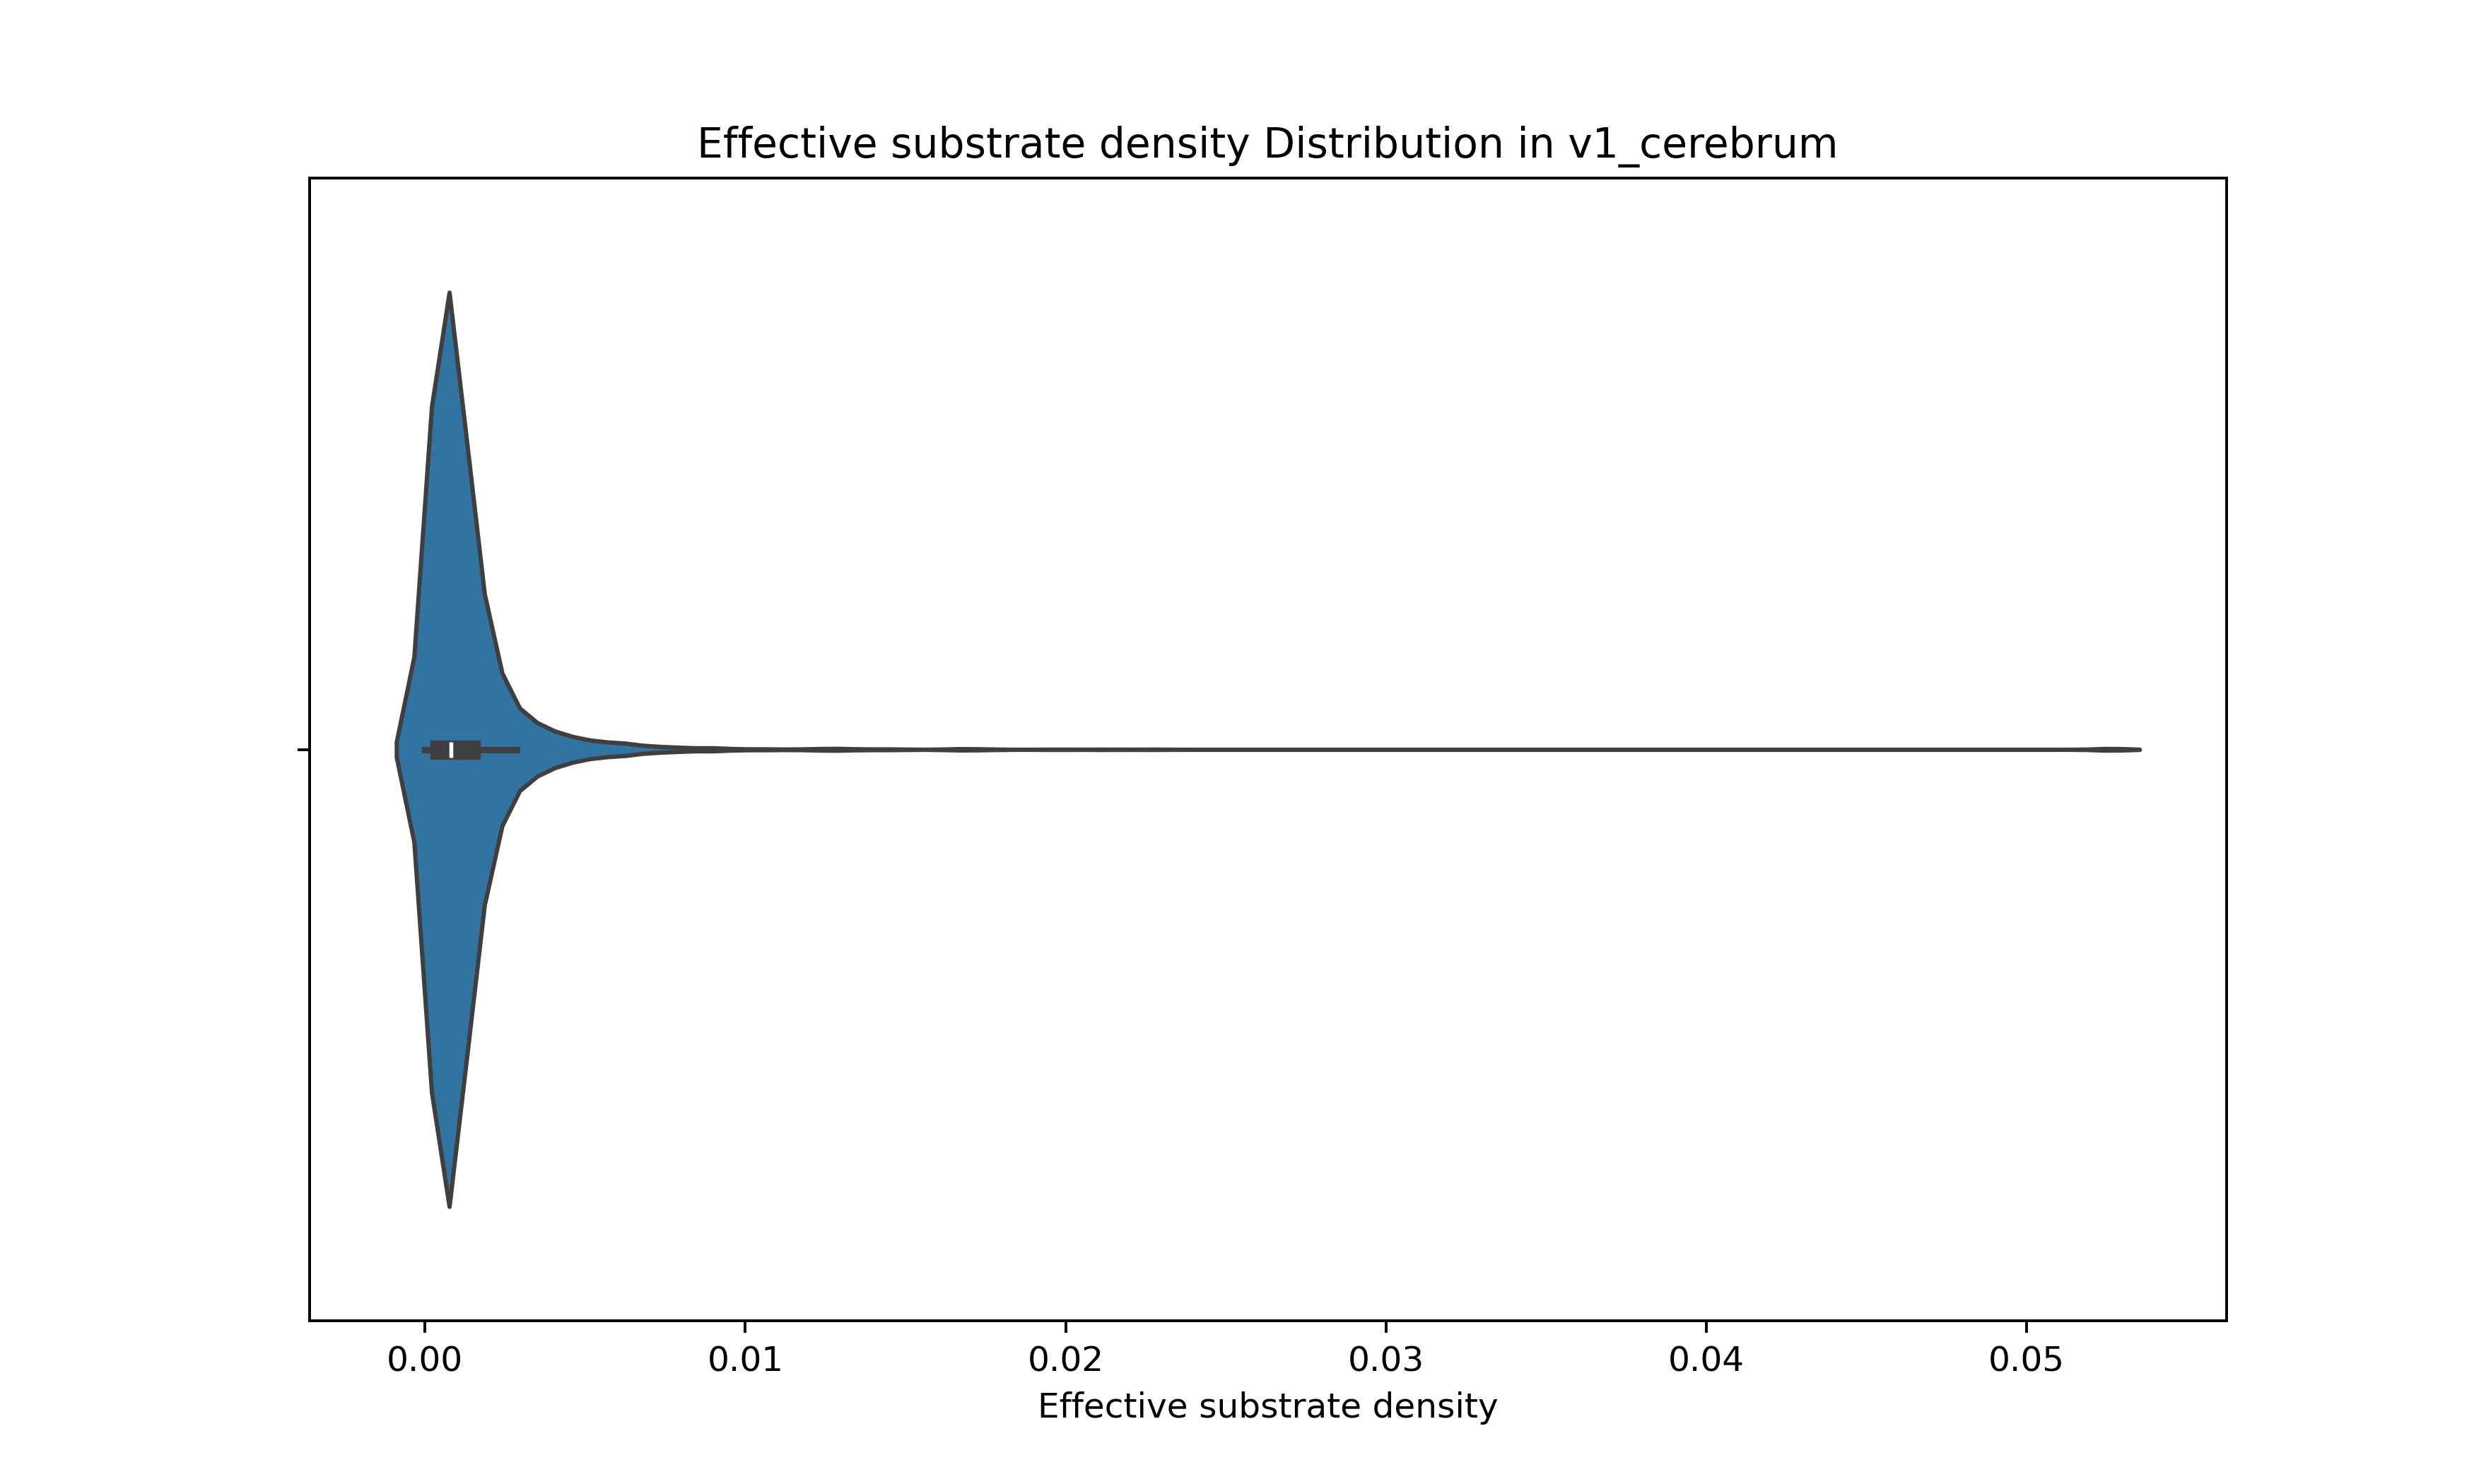 Effective substrate density Distribution in v1_cerebrum
0.00 0.01 0.02 0.03 0.04 0.05
Effective substrate density